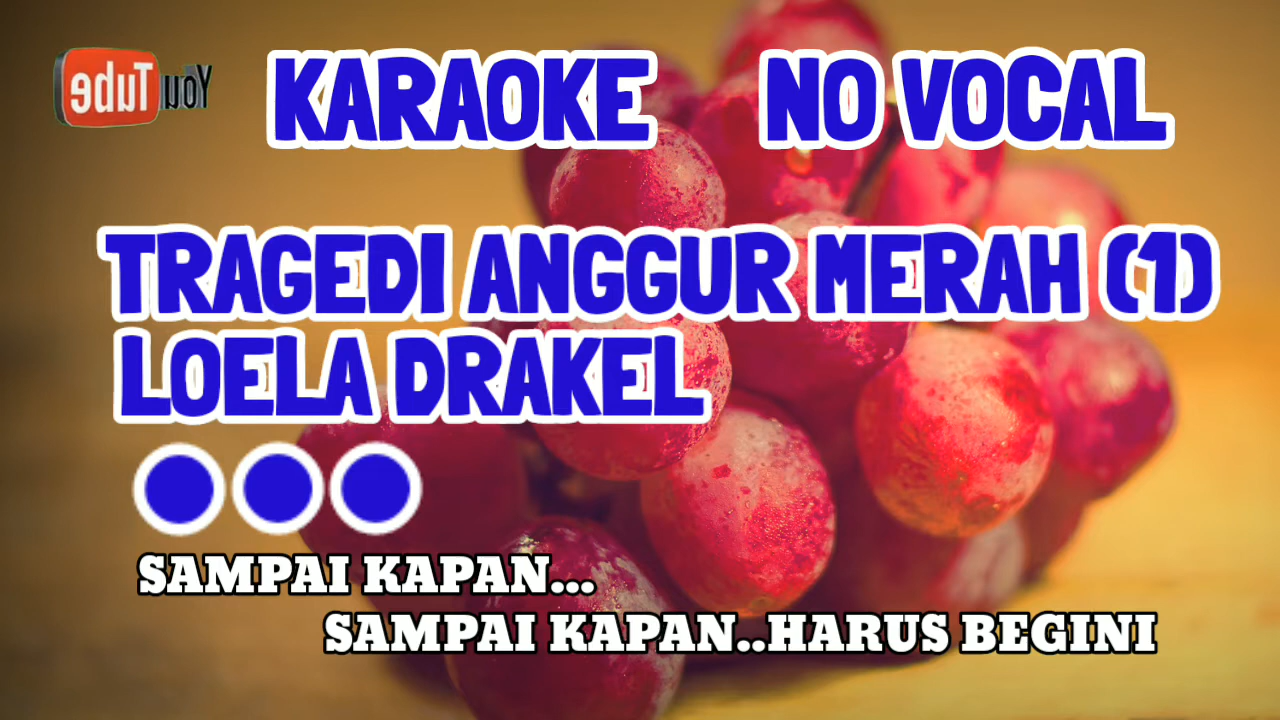 YouTube
KARAOKE NO VOCAL
TRAGEDI ANGGUR MERAH (1)
LOELA DRAKEL
SAMPAI KAPAN...
SAMPAI KAPAN..HARUS BEGINI